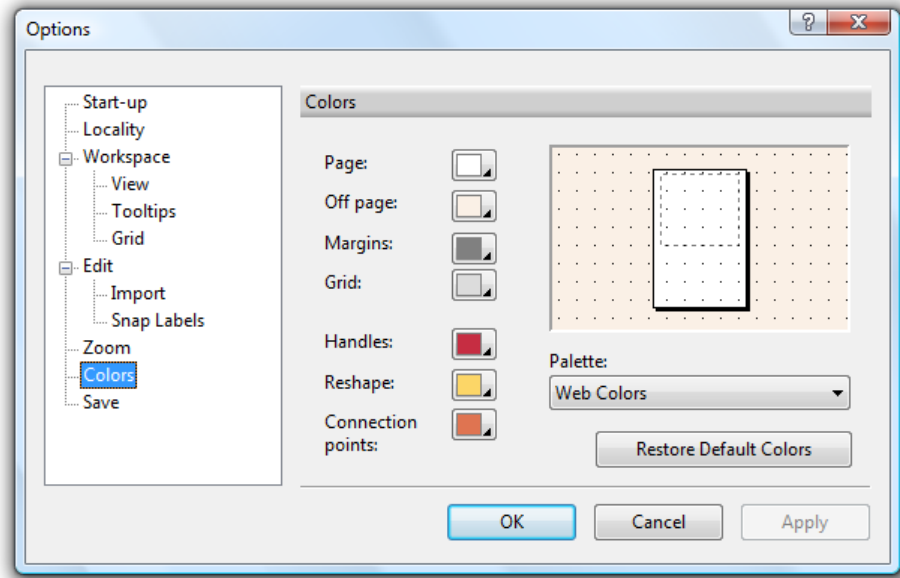 Options
Start-up
Locality
Workspace
View
Tooltips
Grid
Edit
Import
Snap Labels
Zoom
Colors
Save
Colors
Page:
Off page:
Margins:
Grid:
Handles:
Reshape:
Connection
points:
Palette:
Web Colors
Restore Default Colors
OK
Cancel
Apply